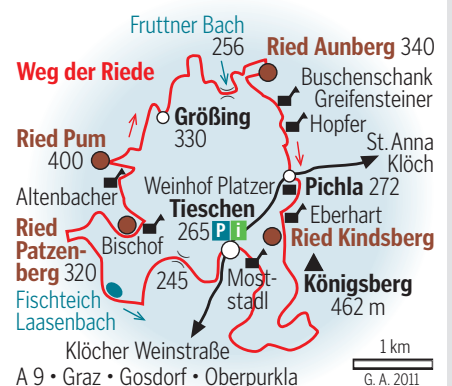 Fruttner Bach
256
Ried Aunberg 340
Weg der Riede
Buschenschank
Greifensteiner
Größing
330
Hopfer
St. Anna
Klöch
Ried Pum
400
Altenbacher
Weinhof Platzer
Pichla 272
Tieschen
265 P i
Eberhart
Ried
Patzen-
berg 320
Bischof
Ried Kindsberg
245
Most-
stadl
Königsberg
462 m
Fischteich
Laasenbach
Klöcher Weinstraße
A 9 • Graz • Gosdorf • Oberpurkla
1 km
G. A. 2011